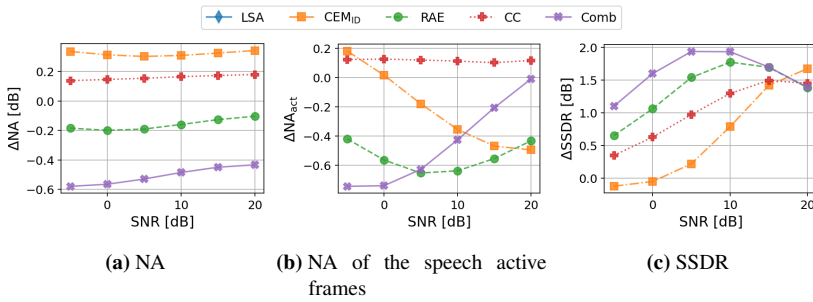 LSA CEM_ID RAE CC Comb
ΔNA [dB]
0.2
0.0
−0.2
−0.4
−0.6
0 10 20
SNR [dB]
ΔNA_act
0.2
0.0
−0.2
−0.4
−0.6
0 10 20
SNR [dB]
ΔSSDR [dB]
2.0
1.5
1.0
0.5
0.0
0 10 20
SNR [dB]
(a) NA
(b) NA of the speech active
frames
(c) SSDR